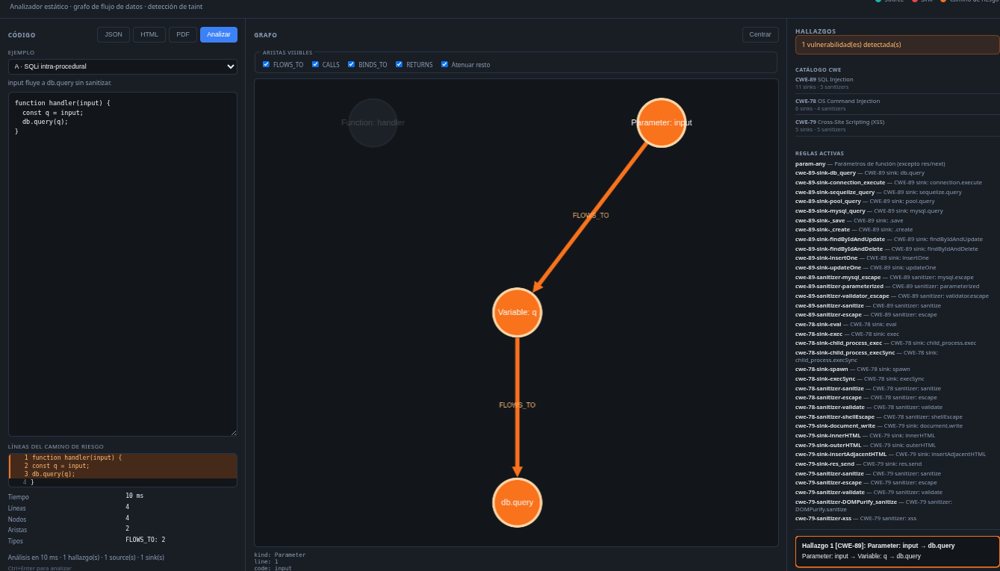 Analizador estático · grafo de flujo de datos · detección de taint
Source Sink Camino de riesgo
CÓDIGO
JSON
HTML
PDF
Analizar
EJEMPLO
A · SQLi intra-procedural
input fluye a db.query sin sanitizar.
function handler(input) {
const q = input;
db.query(q);
}
LÍNEAS DEL CAMINO DE RIESGO
1 function handler(input) {
2 const q = input;
3 db.query(q);
4 }
Tiempo 10 ms
Líneas 4
Nodos 4
Aristas 2
Tipos FLOWS_TO: 2
Análisis en 10 ms · 1 hallazgo(s) · 1 source(s) · 1 sink(s)
Ctrl+Enter para analizar
GRAFO
Centrar
ARISTAS VISIBLES
FLOWS_TO CALLS BINDS_TO RETURNS Atenuar resto
Function: handler
Parameter: input
FLOWS_TO
Variable: q
FLOWS_TO
db.query
kind: Parameter
line: 1
code: input
HALLAZGOS
1 vulnerabilidad(es) detectada(s)
CATÁLOGO CWE
CWE-89 SQL Injection
11 sinks · 5 sanitizers
CWE-78 OS Command Injection
6 sinks · 4 sanitizers
CWE-79 Cross-Site Scripting (XSS)
5 sinks · 5 sanitizers
REGLAS ACTIVAS
param-any — Parámetros de función (excepto res/next)
cwe-89-sink-db_query — CWE-89 sink: db.query
cwe-89-sink-connection_execute — CWE-89 sink: connection.execute
cwe-89-sink-sequelize_query — CWE-89 sink: sequelize.query
cwe-89-sink-pool_query — CWE-89 sink: pool.query
cwe-89-sink-mysql_query — CWE-89 sink: mysql.query
cwe-89-sink-_save — CWE-89 sink: .save
cwe-89-sink-_create — CWE-89 sink: .create
cwe-89-sink-findByIdAndUpdate — CWE-89 sink: findByIdAndUpdate
cwe-89-sink-findByIdAndDelete — CWE-89 sink: findByIdAndDelete
cwe-89-sink-insertOne — CWE-89 sink: insertOne
cwe-89-sink-updateOne — CWE-89 sink: updateOne
cwe-89-sanitizer-mysql_escape — CWE-89 sanitizer: mysql.escape
cwe-89-sanitizer-parameterized — CWE-89 sanitizer: parameterized
cwe-89-sanitizer-validator_escape — CWE-89 sanitizer: validator.escape
cwe-89-sanitizer-sanitize — CWE-89 sanitizer: sanitize
cwe-89-sanitizer-escape — CWE-89 sanitizer: escape
cwe-78-sink-eval — CWE-78 sink: eval
cwe-78-sink-exec — CWE-78 sink: exec
cwe-78-sink-child_process_exec — CWE-78 sink: child_process.exec
cwe-78-sink-child_process_execSync — CWE-78 sink:
child_process.execSync
cwe-78-sink-spawn — CWE-78 sink: spawn
cwe-78-sink-execSync — CWE-78 sink: execSync
cwe-78-sanitizer-sanitize — CWE-78 sanitizer: sanitize
cwe-78-sanitizer-escape — CWE-78 sanitizer: escape
cwe-78-sanitizer-validate — CWE-78 sanitizer: validate
cwe-78-sanitizer-shellEscape — CWE-78 sanitizer: shellEscape
cwe-79-sink-document_write — CWE-79 sink: document.write
cwe-79-sink-innerHTML — CWE-79 sink: innerHTML
cwe-79-sink-outerHTML — CWE-79 sink: outerHTML
cwe-79-sink-insertAdjacentHTML — CWE-79 sink: insertAdjacentHTML
cwe-79-sink-res_send — CWE-79 sink: res.send
cwe-79-sanitizer-sanitize — CWE-79 sanitizer: sanitize
cwe-79-sanitizer-escape — CWE-79 sanitizer: escape
cwe-79-sanitizer-validate — CWE-79 sanitizer: validate
cwe-79-sanitizer-DOMPurify_sanitize — CWE-79 sanitizer:
DOMPurify.sanitize
cwe-79-sanitizer-xss — CWE-79 sanitizer: xss
Hallazgo 1 [CWE-89]: Parameter: input → db.query
Parameter: input → Variable: q → db.query